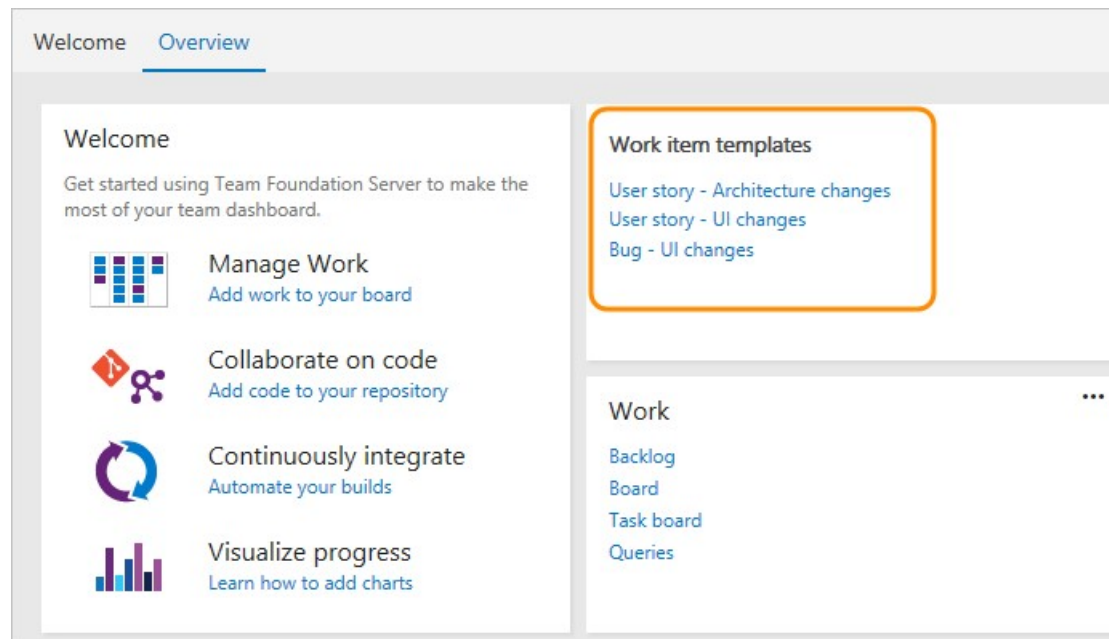 Welcome Overview
Welcome
Get started using Team Foundation Server to make the
most of your team dashboard.
Manage Work
Add work to your board
Collaborate on code
Add code to your repository
Continuously integrate
Automate your builds
Visualize progress
Learn how to add charts
Work item templates
User story - Architecture changes
User story - UI changes
Bug - UI changes
Work
Backlog
Board
Task board
Queries